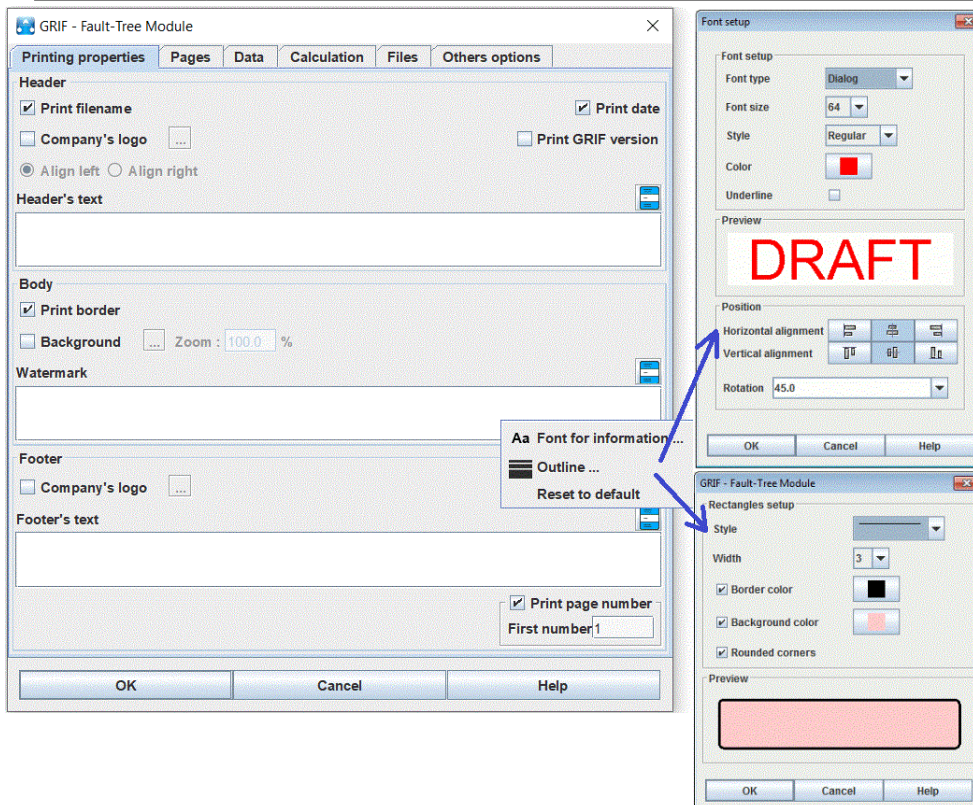 GRIF - Fault-Tree Module
Printing properties Pages Data Calculation Files Others options
Header
Print filename Print date
Company's logo ... Print GRIF version
Align left Align right
Header's text
Body
Print border
Background ... Zoom : 100.0 %
Watermark
Aa Font for information ...
Outline ...
Reset to default
Footer
Company's logo ...
Footer's text
Print page number
First number 1
OK Cancel Help
Font setup
Font setup
Font type Dialog
Font size 64
Style Regular
Color
Underline
Preview
DRAFT
Position
Horizontal alignment
Vertical alignment
Rotation 45.0
OK Cancel Help
GRIF - Fault-Tree Module
Rectangles setup
Style
Width 3
Border color
Background color
Rounded corners
Preview
OK Cancel Help